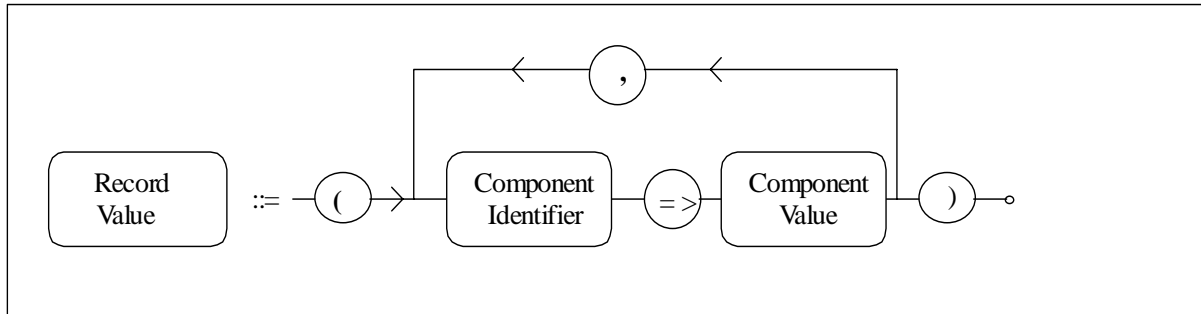 ,
Record
Value
::=
(
Component
Identifier
=>
Component
Value
)